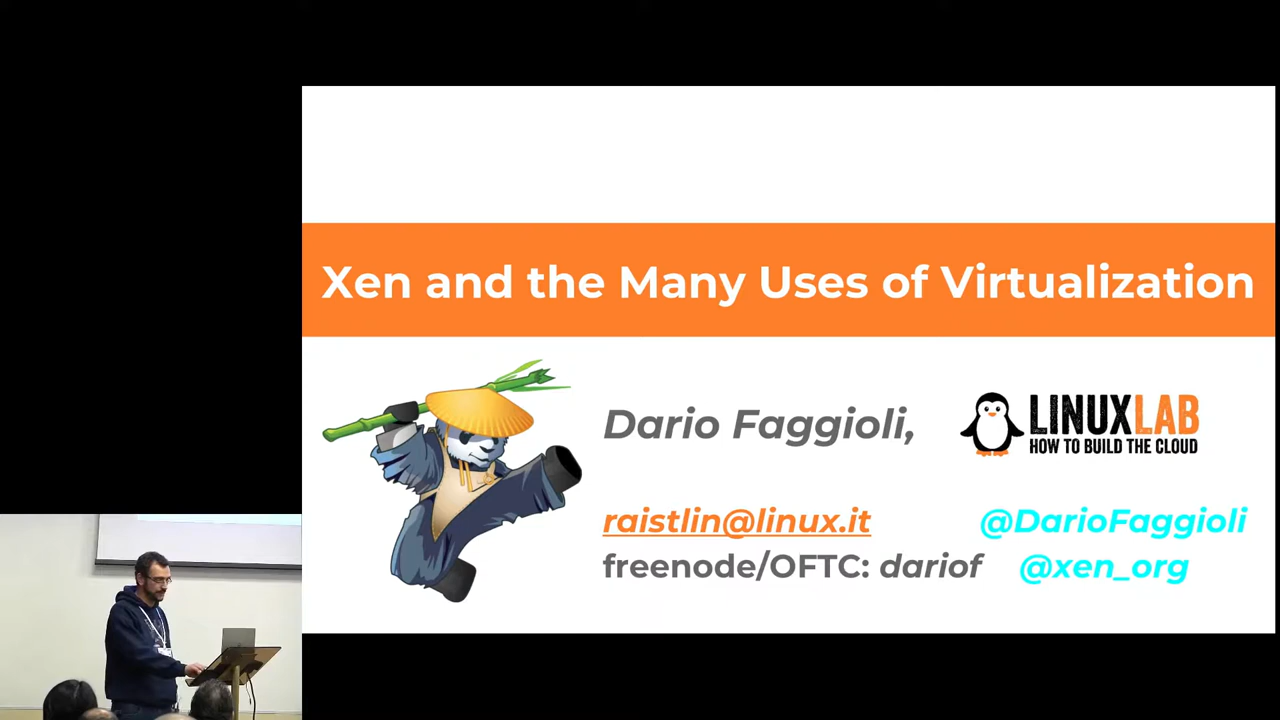 Xen and the Many Uses of Virtualization
Dario Faggioli,
LINUXLAB
HOW TO BUILD THE CLOUD
raistlin@linux.it
@DarioFaggioli
freenode/OFTC: dariof
@xen_org